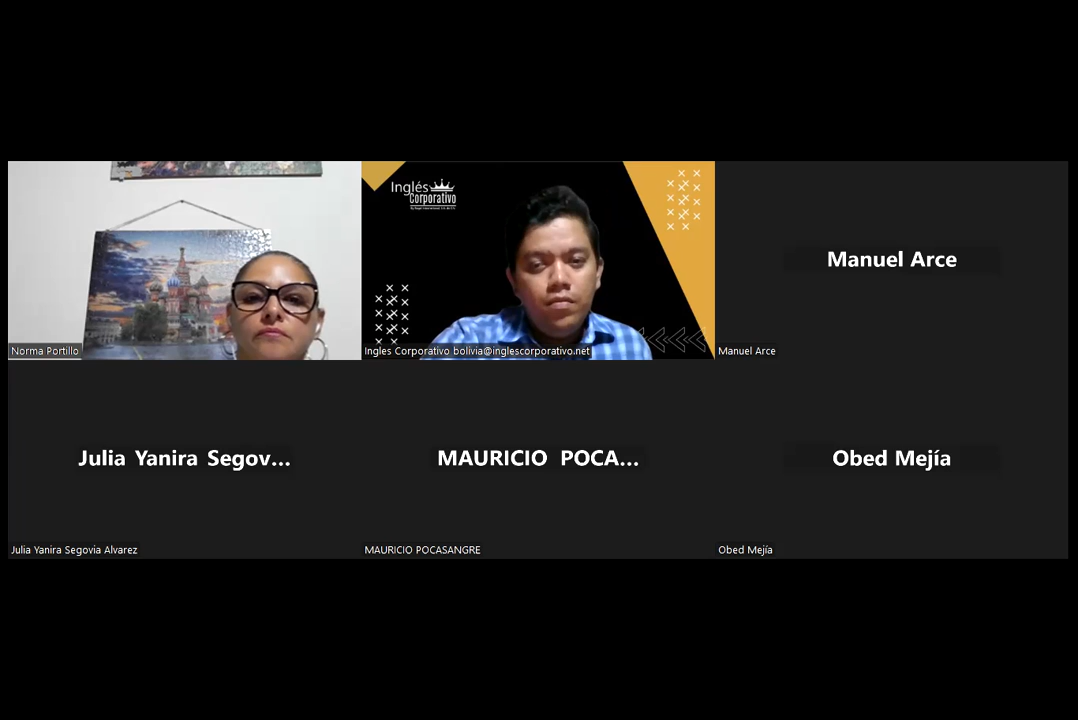 Inglés
Corporativo
Norma Portillo
Ingles Corporativo bolivia@inglescorporativo.net
Manuel Arce
Manuel Arce
Julia Yanira Segov...
MAURICIO POCA...
Obed Mejía
Julia Yanira Segovia Alvarez
MAURICIO POCASANGRE
Obed Mejía